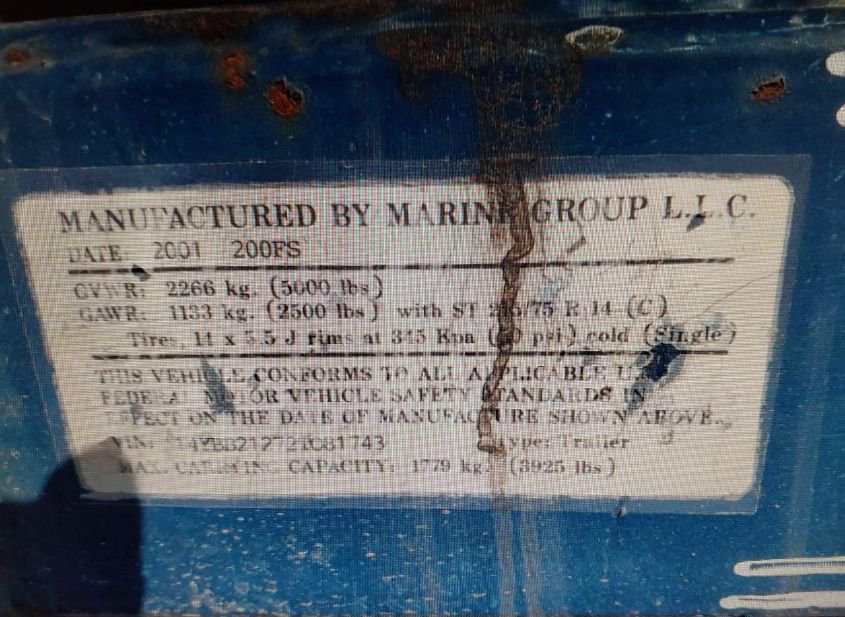 MANUFACTURED BY MARINE GROUP L.L.C.
DATE 2001 200FS
GVWR: 2266 kg. (5000 lbs)
GAWR: 1133 kg. (2500 lbs) with ST /75 R 14 (C)
Tires, 14 x 5.5 J rims at 345 Kpa ( psi) cold (Single)
THIS VEHICLE CONFORMS TO ALL APPLICABLE
FEDERAL MOTOR VEHICLE SAFETY STANDARDS IN
EFFECT ON THE DATE OF MANUFACTURE SHOWN ABOVE.
VIN: Type: Trailer
MAX. CARRYING CAPACITY: 1779 kg. (3925 lbs)